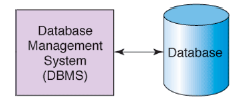 Database
Management
System
(DBMS)
Database